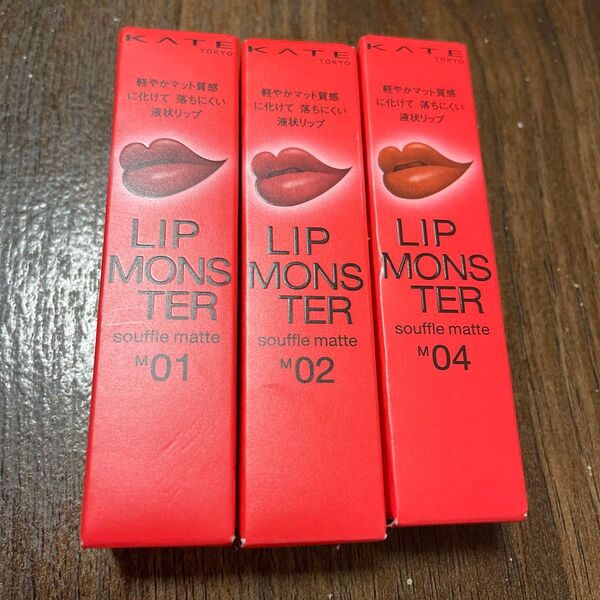 KATE
TOKYO
軽やかマット質感
に化けて 落ちにくい
液状リップ
LIP
MONS
TER
souffle matte
M01
KATE
TOKYO
軽やかマット質感
に化けて 落ちにくい
液状リップ
LIP
MONS
TER
souffle matte
M02
KATE
TOKYO
軽やかマット質感
に化けて 落ちにくい
液状リップ
LIP
MONS
TER
souffle matte
M04